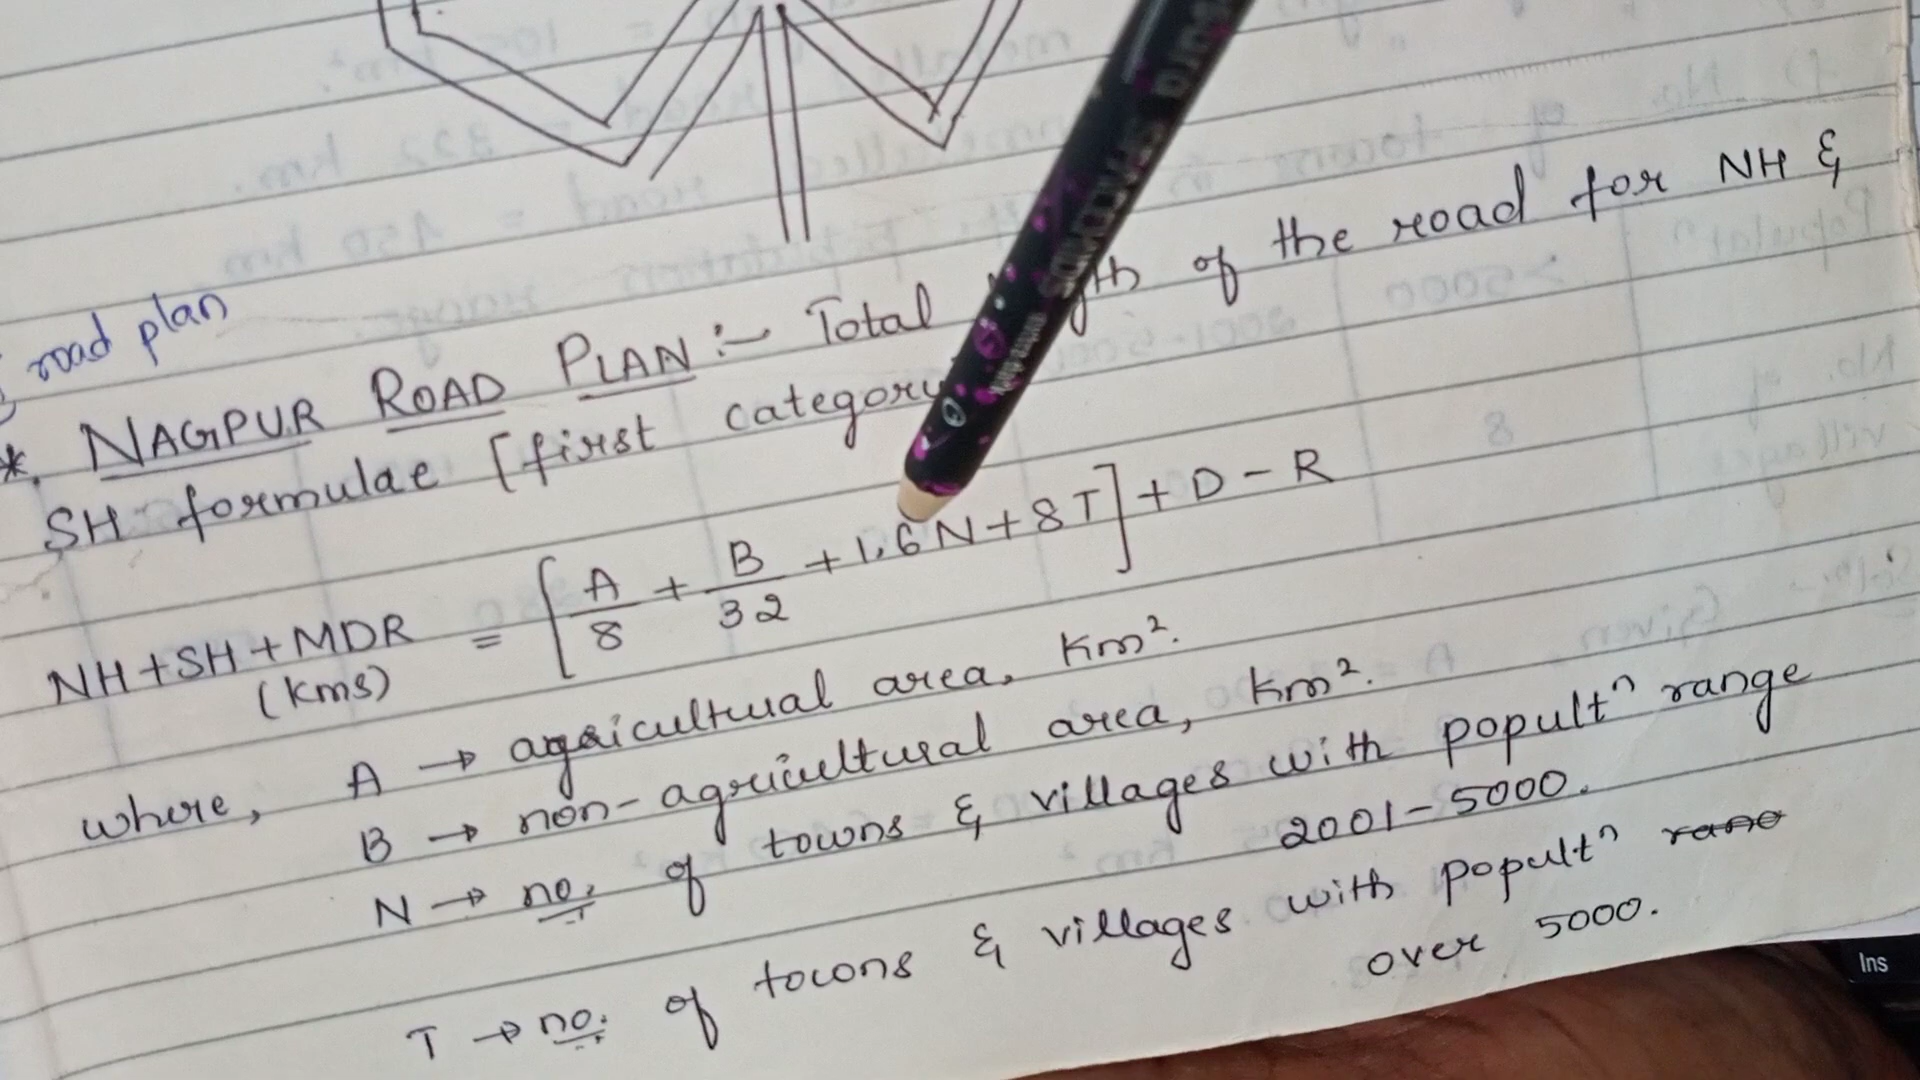 road plan
*. NAGPUR ROAD PLAN :- Total of the road for NH &
SH formulae [first category
NH + SH + MDR (kms) = [A/8 + B/32 + 1.6N + 8T] + D - R
where, A → agricultural area, Km².
B → non-agricultural area, km².
N → no. of towns & villages with popultⁿ range
2001-5000.
T → no. of towns & villages with popultⁿ
over 5000.
Ins